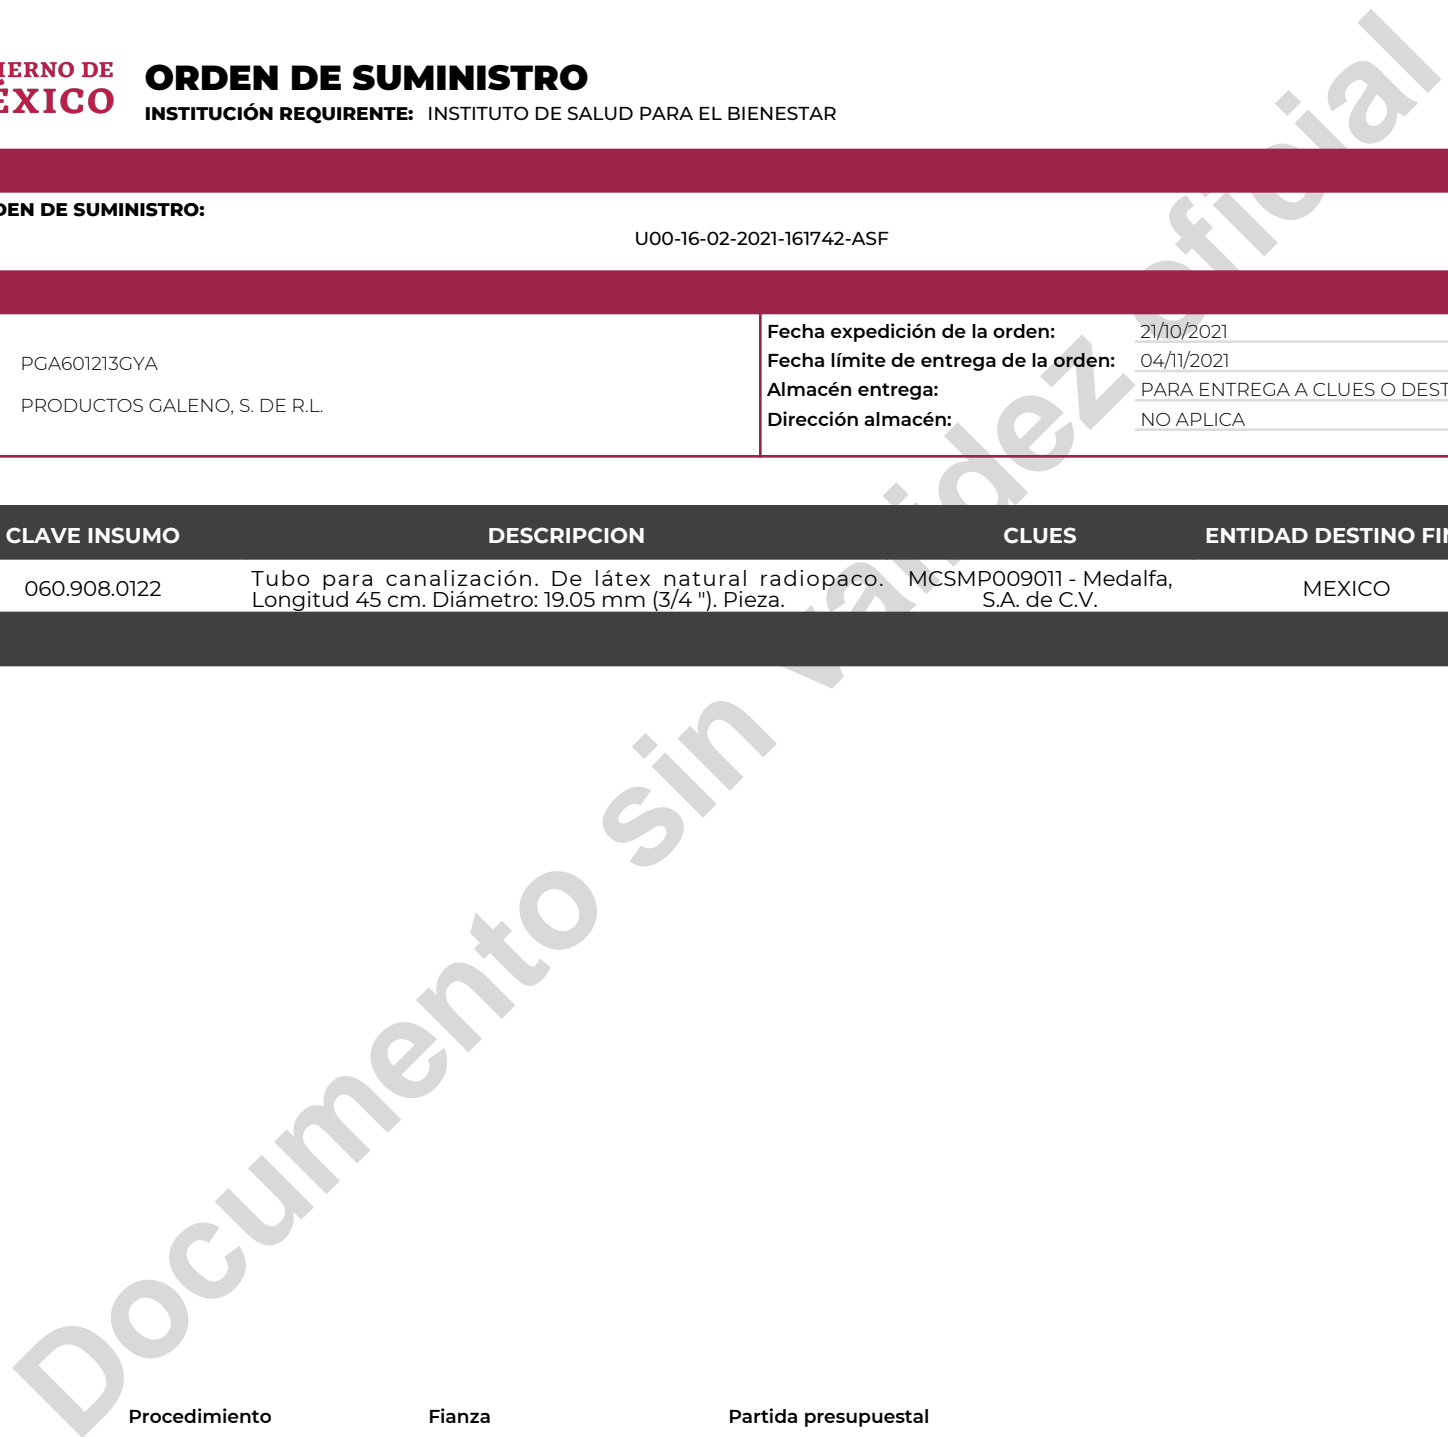 IERNO DE
ÉXICO
ORDEN DE SUMINISTRO
INSTITUCIÓN REQUIRENTE: INSTITUTO DE SALUD PARA EL BIENESTAR
DEN DE SUMINISTRO:
U00-16-02-2021-161742-ASF
PGA601213GYA
PRODUCTOS GALENO, S. DE R.L.
Fecha expedición de la orden: 21/10/2021
Fecha límite de entrega de la orden: 04/11/2021
Almacén entrega: PARA ENTREGA A CLUES O DEST
Dirección almacén: NO APLICA
CLAVE INSUMO DESCRIPCION CLUES ENTIDAD DESTINO FIN
060.908.0122
Tubo para canalización. De látex natural radiopaco.
Longitud 45 cm. Diámetro: 19.05 mm (3/4 "). Pieza.
MCSMP009011 - Medalfa,
S.A. de C.V.
MEXICO
Documento sin validez oficial
Procedimiento Fianza Partida presupuestal